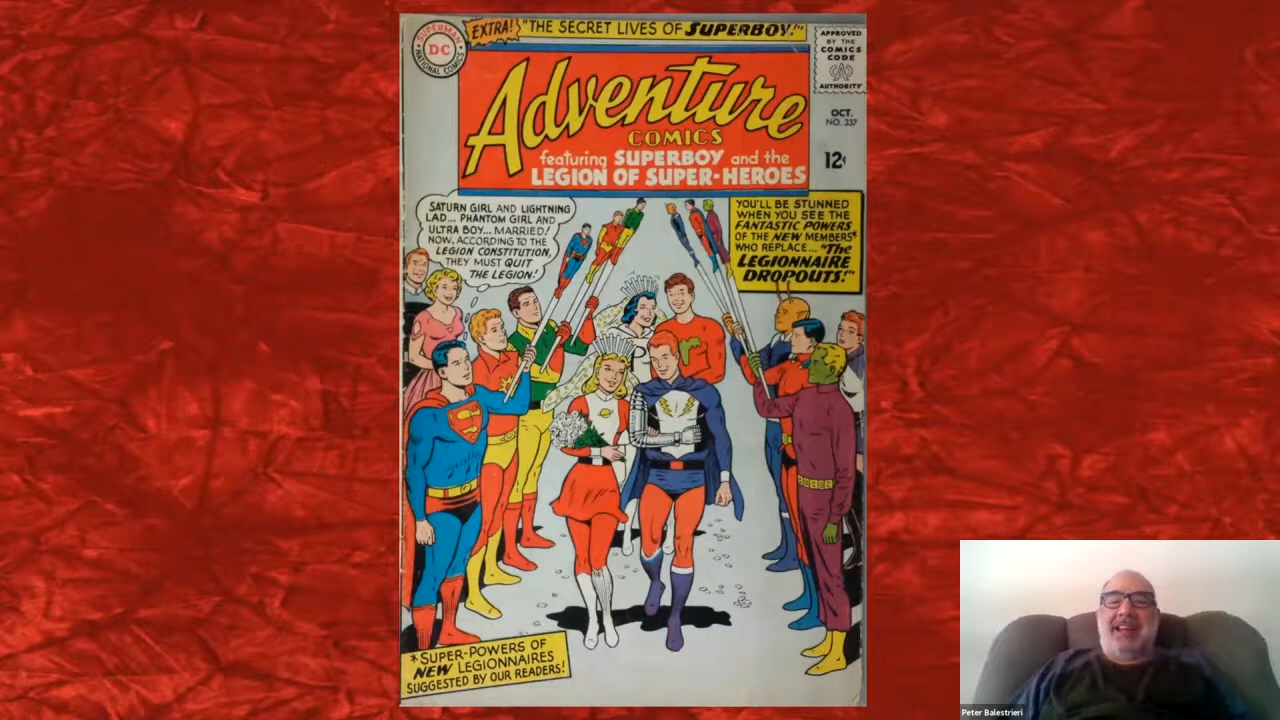 EXTRA! "THE SECRET LIVES OF SUPERBOY!"
SUPERMAN
DC
NATIONAL COMICS
APPROVED
BY THE
COMICS
CODE
AUTHORITY
Adventure
COMICS
featuring SUPERBOY and the
LEGION OF SUPER-HEROES
OCT.
NO. 337
12¢
SATURN GIRL AND LIGHTNING
LAD... PHANTOM GIRL AND
ULTRA BOY... MARRIED!
NOW, ACCORDING TO THE
LEGION CONSTITUTION,
THEY MUST QUIT
THE LEGION!
YOU'LL BE STUNNED
WHEN YOU SEE THE
FANTASTIC POWERS
OF THE NEW MEMBERS*
WHO REPLACE... "The
LEGIONNAIRE
DROPOUTS!"
S
P
r
*SUPER-POWERS OF
NEW LEGIONNAIRES
SUGGESTED BY OUR READERS!
Peter Balestrieri